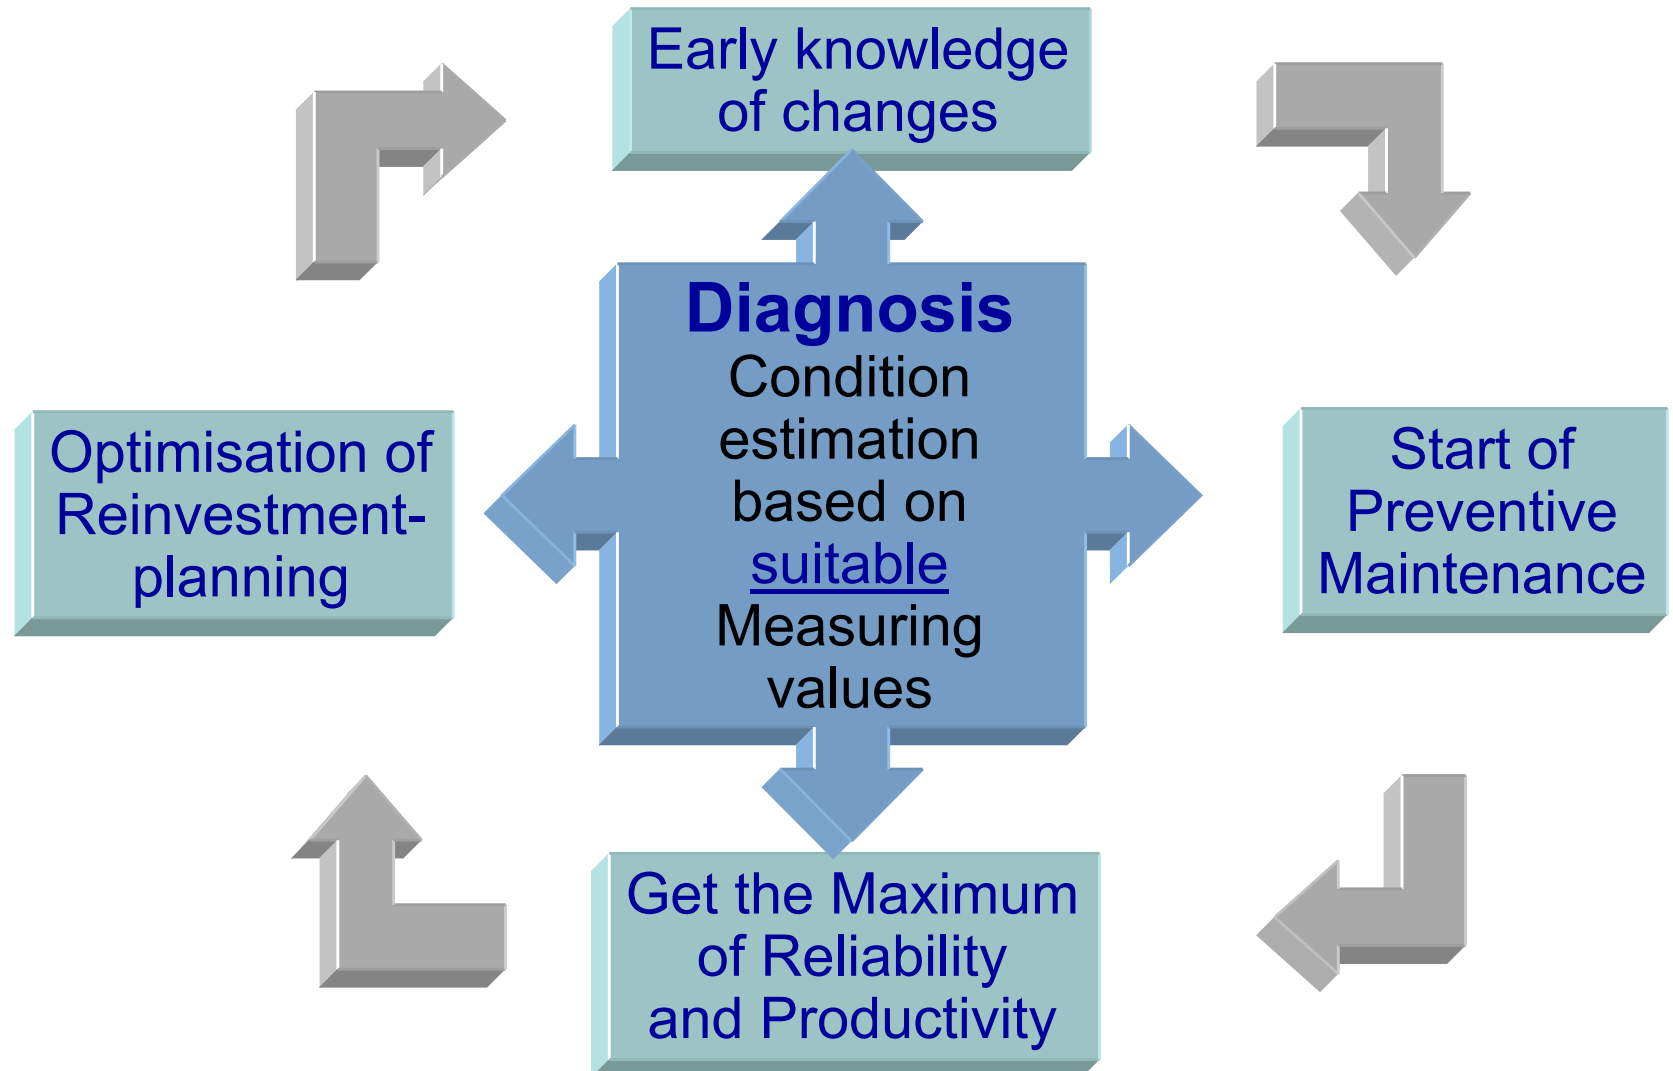 Early knowledge
of changes
Diagnosis
Condition
estimation
based on
suitable
Measuring
values
Optimisation of
Reinvestment-
planning
Start of
Preventive
Maintenance
Get the Maximum
of Reliability
and Productivity